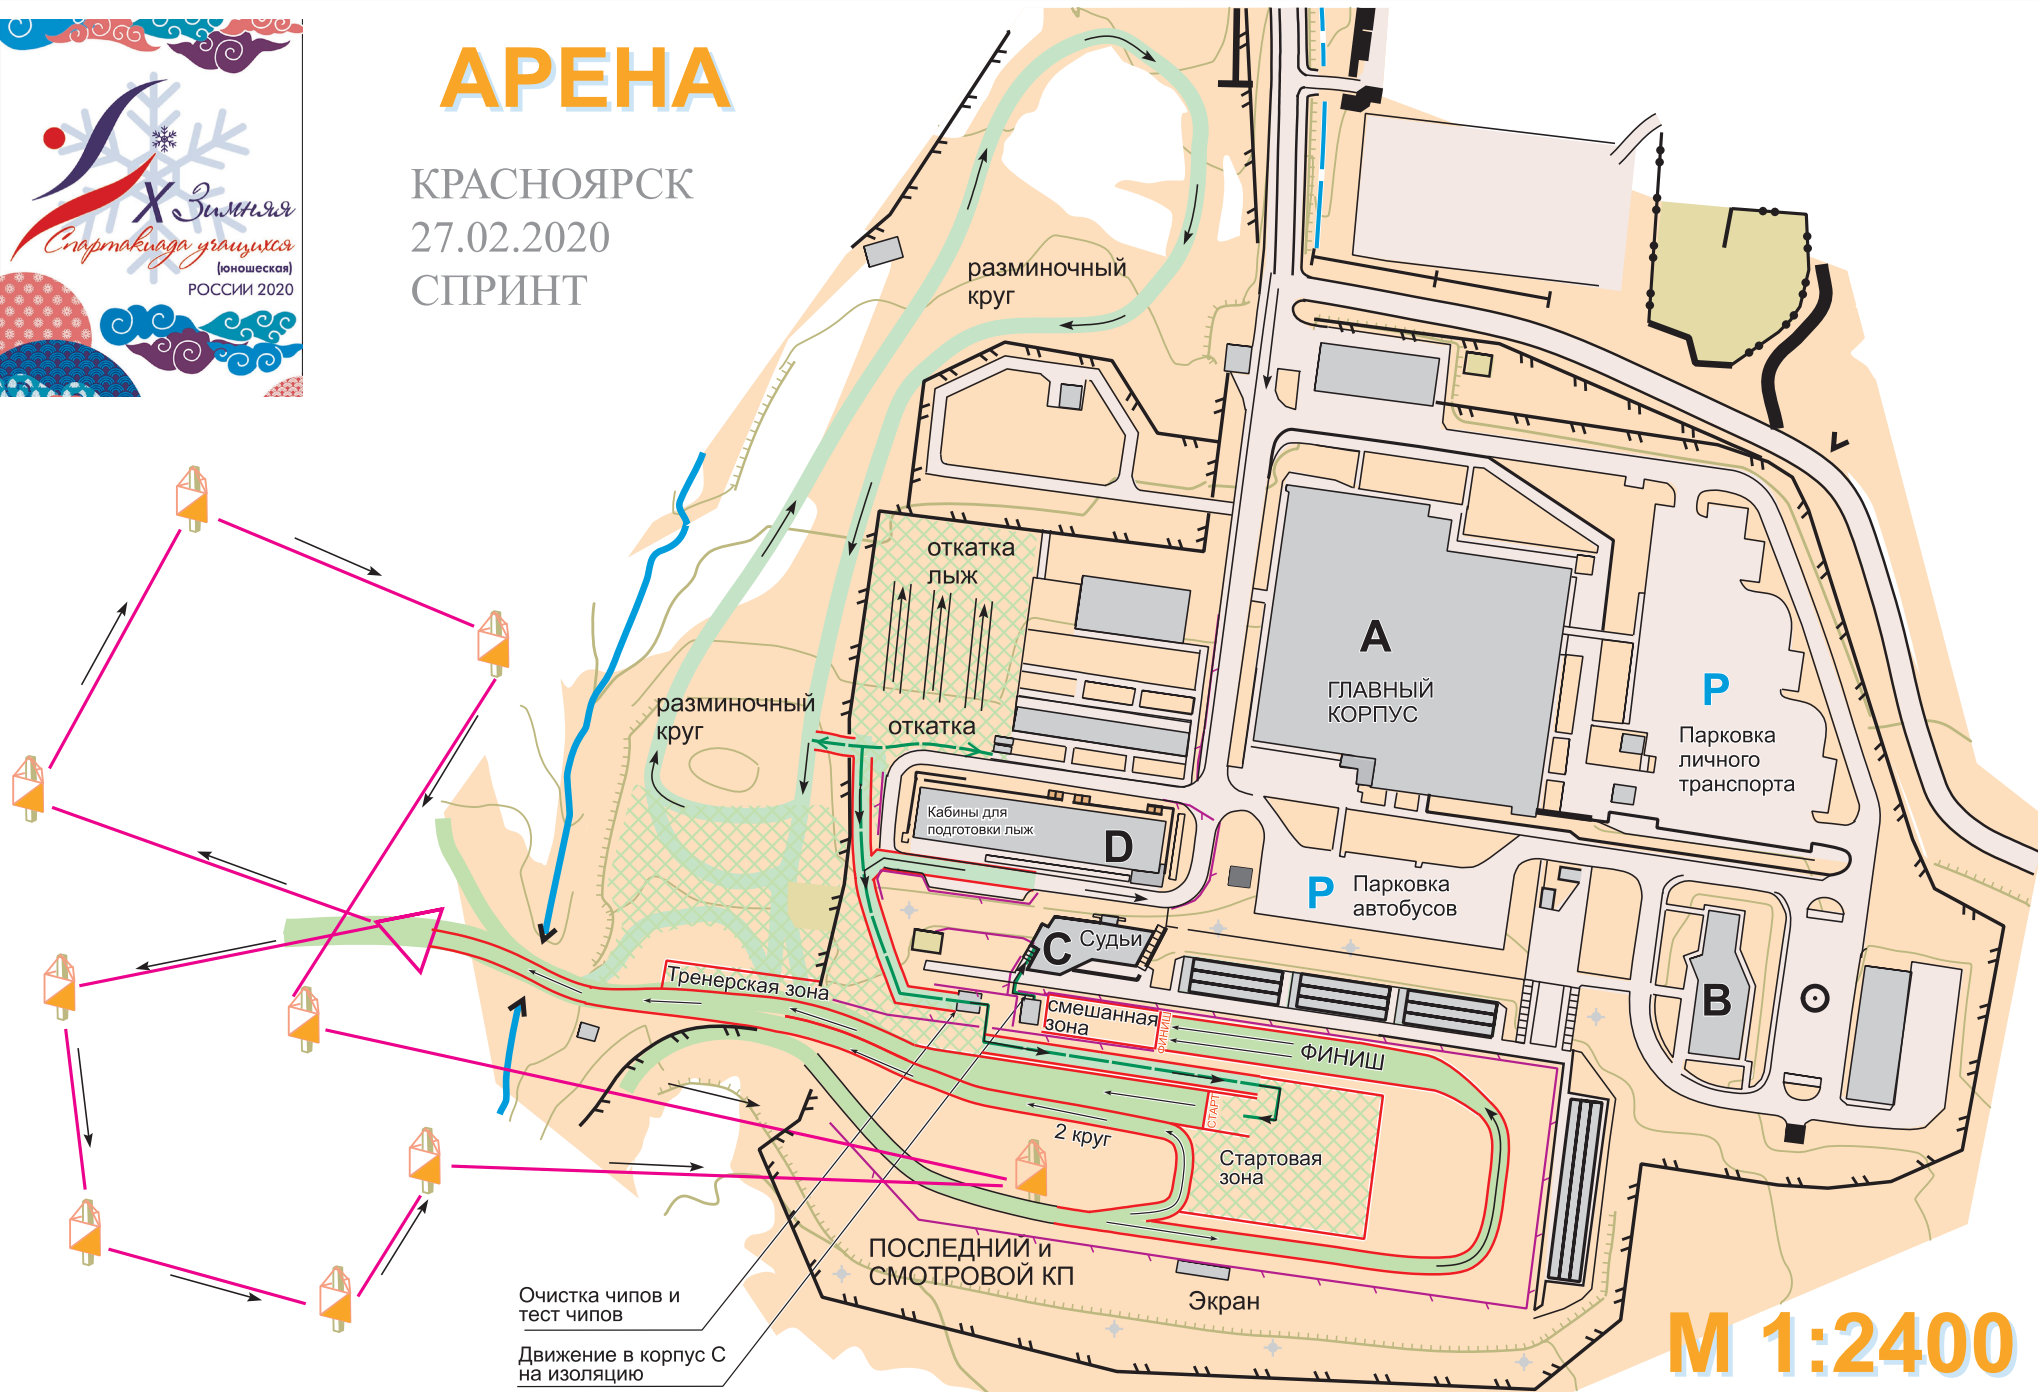 АРЕНА
КРАСНОЯРСК
27.02.2020
СПРИНТ
X Зимняя
Спартакиада учащихся
(юношеская)
РОССИИ 2020
разминочный
круг
откатка
лыж
откатка
разминочный
круг
A
ГЛАВНЫЙ
КОРПУС
P
Парковка
личного
транспорта
Кабины для
подготовки лыж
D
P
Парковка
автобусов
C
Судьи
B
Тренерская зона
смешанная
зона
ФИНИШ
ФИНИШ
СТАРТ
2 круг
Стартовая
зона
ПОСЛЕДНИЙ и
СМОТРОВОЙ КП
Экран
Очистка чипов и
тест чипов
Движение в корпус С
на изоляцию
М 1:2400